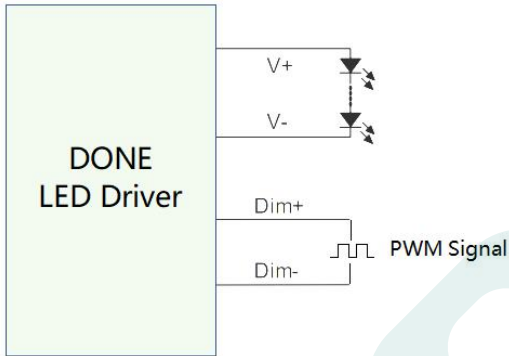 V+
V-
DONE
LED Driver
Dim+
PWM Signal
Dim-